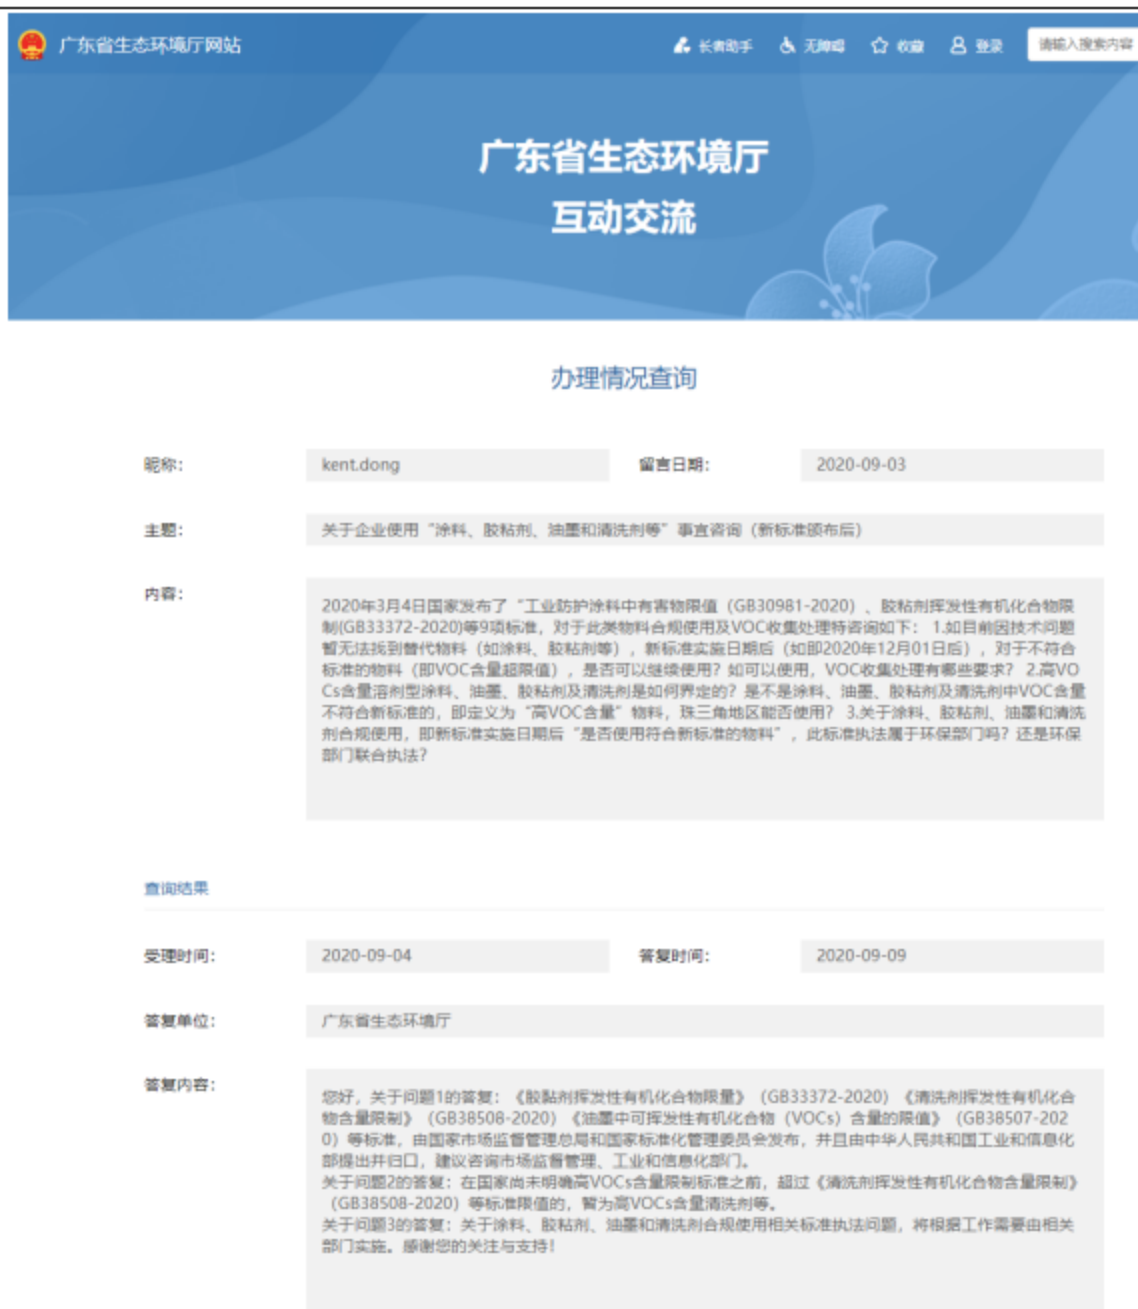 广东省生态环境厅网站
长者助手 无障碍 收藏 登录 请输入搜索内容
广东省生态环境厅
互动交流
办理情况查询
昵称： kent.dong 留言日期： 2020-09-03
主题： 关于企业使用“涂料、胶粘剂、油墨和清洗剂等”事宜咨询（新标准颁布后）
内容：
2020年3月4日国家发布了“工业防护涂料中有害物限值（GB30981-2020）、胶粘剂挥发性有机化合物限
制(GB33372-2020)等9项标准，对于此类物料合规使用及VOC收集处理特咨询如下： 1.如目前因技术问题
暂无法找到替代物料（如涂料、胶粘剂等），新标准实施日期后（如即2020年12月01日后），对于不符合
标准的物料（即VOC含量超限值），是否可以继续使用？如可以使用，VOC收集处理有哪些要求？ 2.高VO
Cs含量溶剂型涂料、油墨、胶粘剂及清洗剂是如何界定的？是不是涂料、油墨、胶粘剂及清洗剂中VOC含量
不符合新标准的，即定义为“高VOC含量”物料，珠三角地区能否使用？ 3.关于涂料、胶粘剂、油墨和清洗
剂合规使用，即新标准实施日期后“是否使用符合新标准的物料”，此标准执法属于环保部门吗？还是环保
部门联合执法？
查询结果
受理时间： 2020-09-04 答复时间： 2020-09-09
答复单位： 广东省生态环境厅
答复内容：
您好，关于问题1的答复：《胶黏剂挥发性有机化合物限量》（GB33372-2020）《清洗剂挥发性有机化合
物含量限制》（GB38508-2020）《油墨中可挥发性有机化合物（VOCs）含量的限值》（GB38507-202
0）等标准，由国家市场监督管理总局和国家标准化管理委员会发布，并且由中华人民共和国工业和信息化
部提出并归口，建议咨询市场监督管理、工业和信息化部门。
关于问题2的答复：在国家尚未明确高VOCs含量限制标准之前，超过《清洗剂挥发性有机化合物含量限制》
（GB38508-2020）等标准限值的，暂为高VOCs含量清洗剂等。
关于问题3的答复：关于涂料、胶粘剂、油墨和清洗剂合规使用相关标准执法问题，将根据工作需要由相关
部门实施。感谢您的关注与支持！